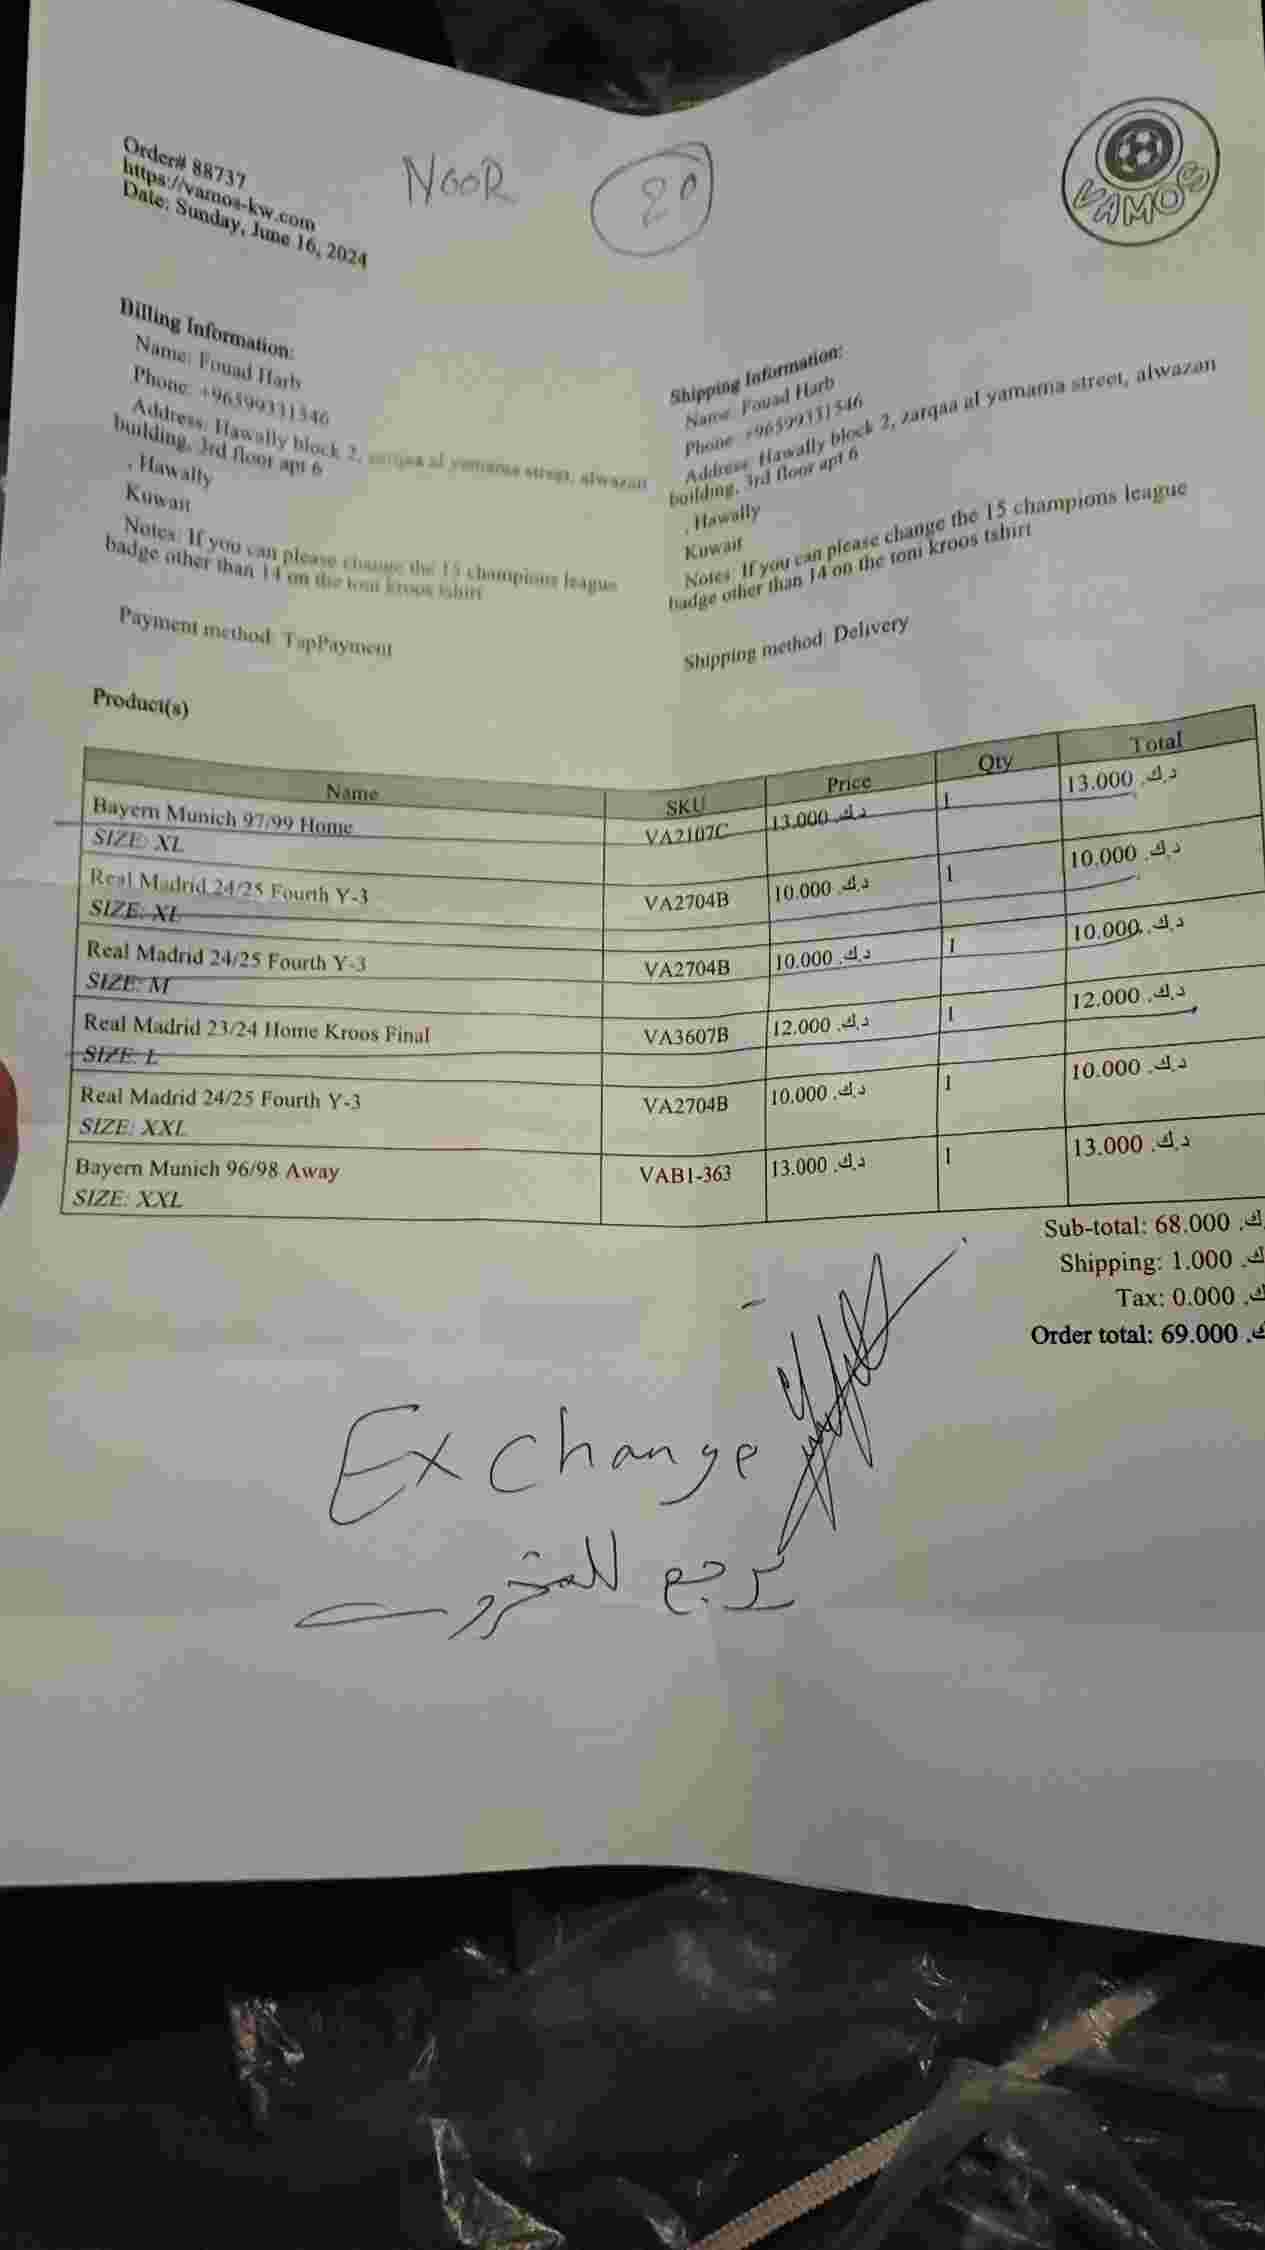 Order# 88737
https://vamos-kw.com
Date: Sunday, June 16, 2024
NOOR
VAMOS
Billing Information:
Name: Fouad Harb
Phone: +96599331546
Address: Hawally block 2, zarqaa al yamama street, alwazan
building, 3rd floor apt 6
, Hawally
Kuwait
Notes: If you can please change the 15 champions league
badge other than 14 on the toni kroos tshirt
Payment method: TapPayment
Shipping Information:
Name: Fouad Harb
Phone: +96599331546
Address: Hawally block 2, zarqaa al yamama street, alwazan
building, 3rd floor apt 6
, Hawally
Kuwait
Notes: If you can please change the 15 champions league
badge other than 14 on the toni kroos tshirt
Shipping method: Delivery
Product(s)
Name SKU Price Qty Total
Bayern Munich 97/99 Home VA2107C 13.000 د.ك. 1 13.000 د.ك.
SIZE: XL
Real Madrid 24/25 Fourth Y-3 VA2704B 10.000 د.ك. 1 10.000 د.ك.
SIZE: XL
Real Madrid 24/25 Fourth Y-3 VA2704B 10.000 د.ك. 1 10.000 د.ك.
SIZE: M
Real Madrid 23/24 Home Kroos Final VA3607B 12.000 د.ك. 1 12.000 د.ك.
SIZE: L
Real Madrid 24/25 Fourth Y-3 VA2704B 10.000 د.ك. 1 10.000 د.ك.
SIZE: XXL
Bayern Munich 96/98 Away VAB1-363 13.000 د.ك. 1 13.000 د.ك.
SIZE: XXL
Sub-total: 68.000 ك.
Shipping: 1.000 ك.
Tax: 0.000 ك.
Order total: 69.000 ك.
Exchange
يرجع